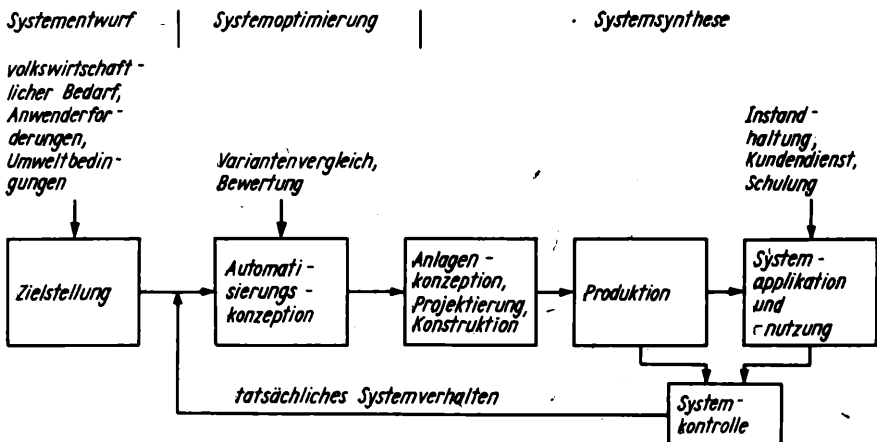 Systementwurf
Systemoptimierung
Systemsynthese
volkswirtschaft-
licher Bedarf,
Anwenderfor-
derungen,
Umweltbedin-
gungen
Variantenvergleich,
Bewertung
Instand-
haltung,
Kundendienst,
Schulung
Zielstellung
Automati-
sierungs-
konzeption
Anlagen-
konzeption,
Projektierung,
Konstruktion
Produktion
System-
applikation
und
-nutzung
tatsächliches Systemverhalten
System-
kontrolle